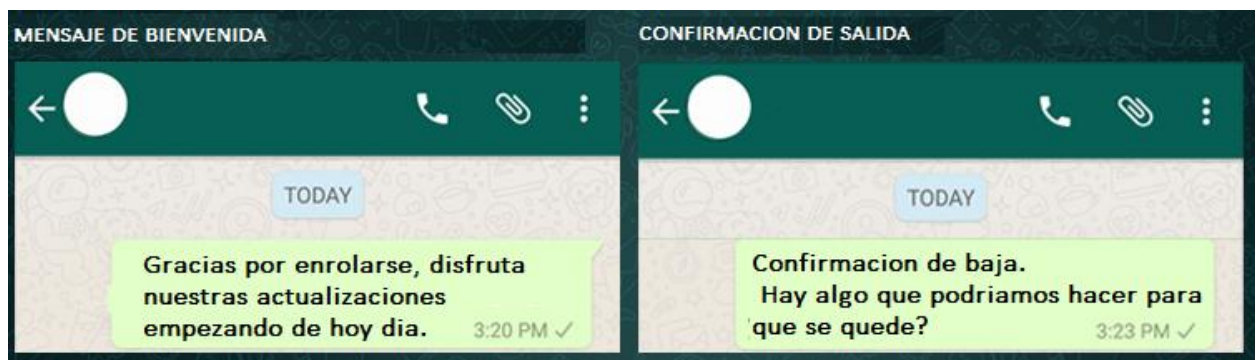 MENSAJE DE BIENVENIDA
TODAY
Gracias por enrolarse, disfruta
nuestras actualizaciones
empezando de hoy dia.
3:20 PM
CONFIRMACION DE SALIDA
TODAY
Confirmacion de baja.
Hay algo que podriamos hacer para
que se quede?
3:23 PM